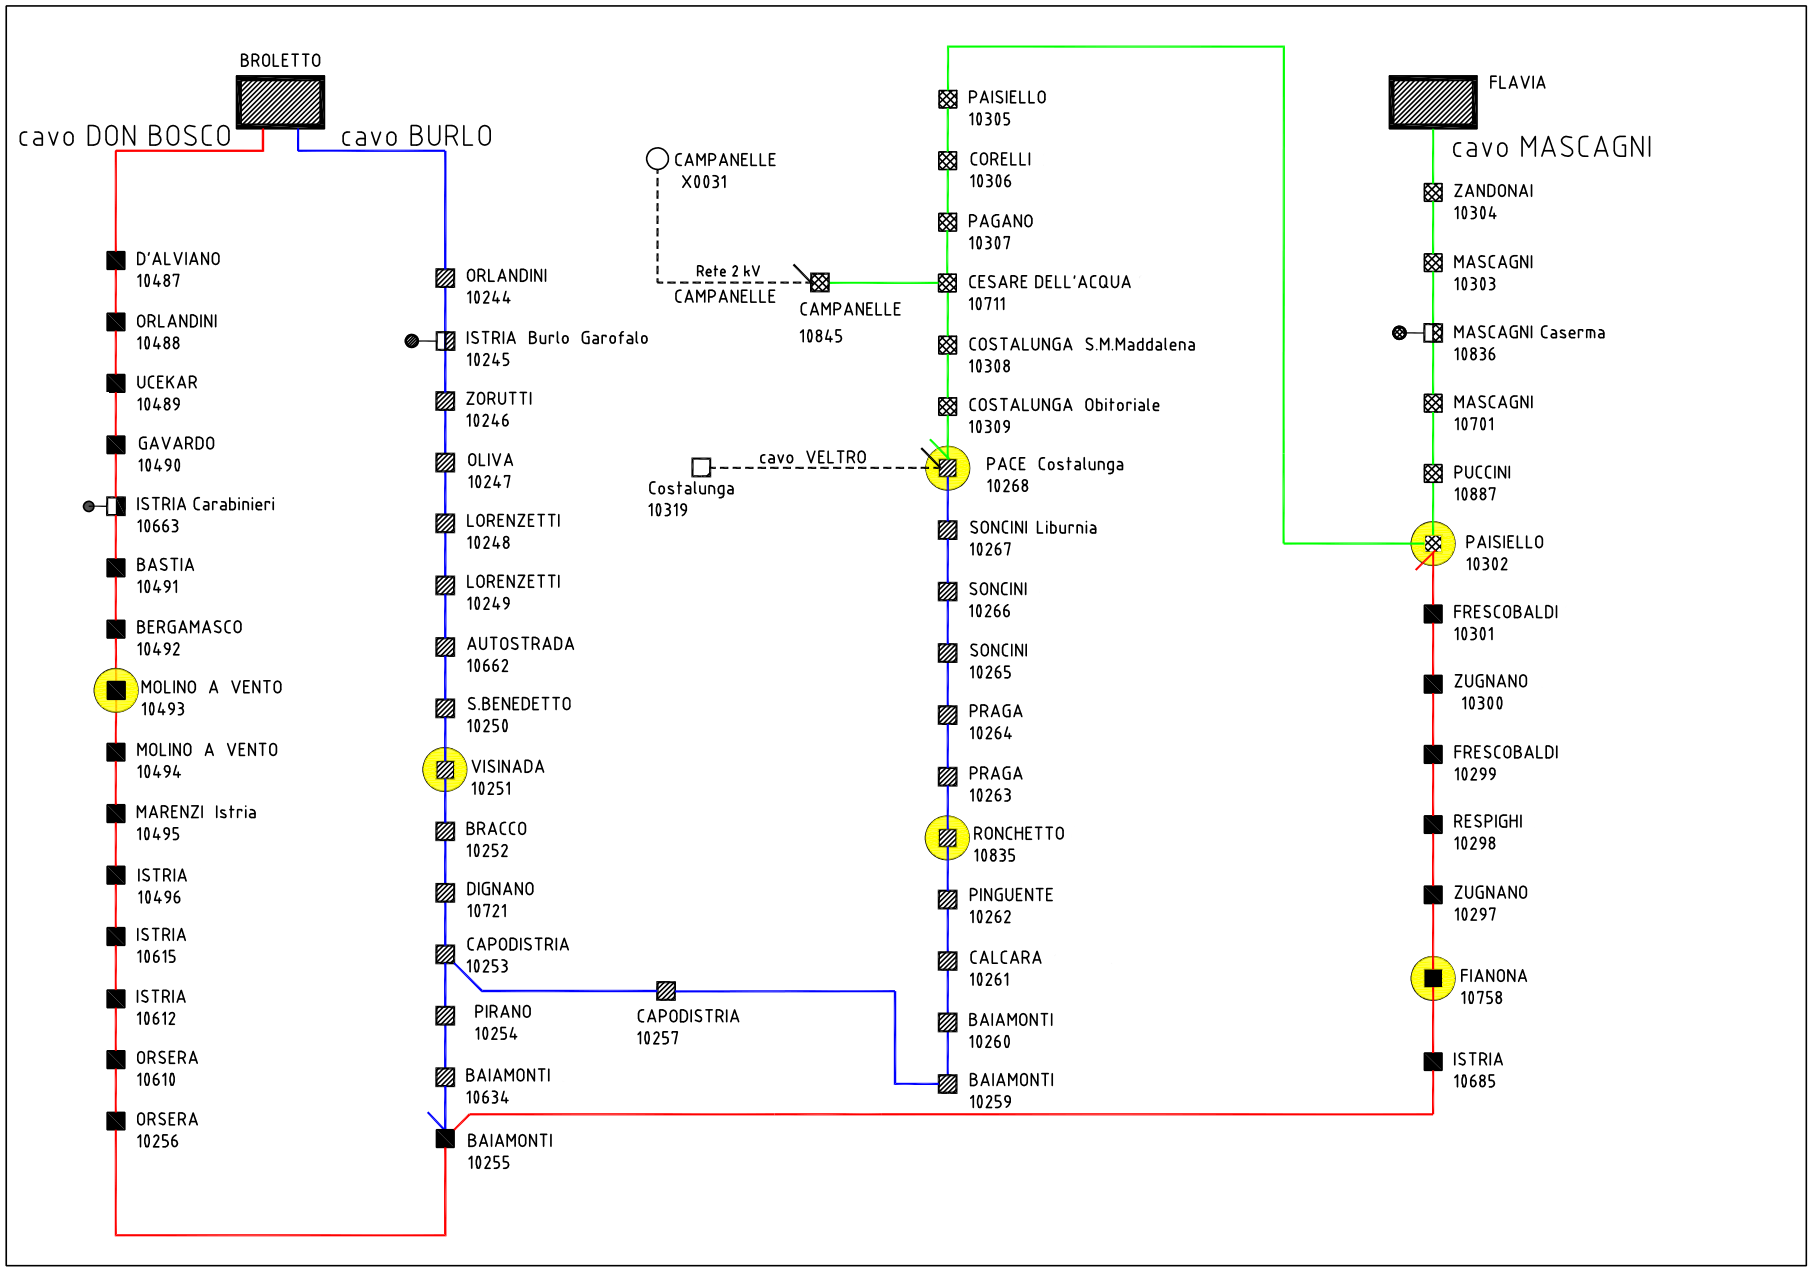 BROLETTO
cavo DON BOSCO
cavo BURLO
D'ALVIANO
10487
ORLANDINI
10488
UCEKAR
10489
GAVARDO
10490
ISTRIA Carabinieri
10663
BASTIA
10491
BERGAMASCO
10492
MOLINO A VENTO
10493
MOLINO A VENTO
10494
MARENZI Istria
10495
ISTRIA
10496
ISTRIA
10615
ISTRIA
10612
ORSERA
10610
ORSERA
10256
ORLANDINI
10244
ISTRIA Burlo Garofalo
10245
ZORUTTI
10246
OLIVA
10247
LORENZETTI
10248
LORENZETTI
10249
AUTOSTRADA
10662
S.BENEDETTO
10250
VISINADA
10251
BRACCO
10252
DIGNANO
10721
CAPODISTRIA
10253
PIRANO
10254
BAIAMONTI
10634
BAIAMONTI
10255
CAMPANELLE
X0031
Rete 2 kV
CAMPANELLE
CAMPANELLE
10845
cavo VELTRO
Costalunga
10319
CAPODISTRIA
10257
PAISIELLO
10305
CORELLI
10306
PAGANO
10307
CESARE DELL'ACQUA
10711
COSTALUNGA S.M.Maddalena
10308
COSTALUNGA Obitoriale
10309
PACE Costalunga
10268
SONCINI Liburnia
10267
SONCINI
10266
SONCINI
10265
PRAGA
10264
PRAGA
10263
RONCHETTO
10835
PINGUENTE
10262
CALCARA
10261
BAIAMONTI
10260
BAIAMONTI
10259
FLAVIA
cavo MASCAGNI
ZANDONAI
10304
MASCAGNI
10303
MASCAGNI Caserma
10836
MASCAGNI
10701
PUCCINI
10887
PAISIELLO
10302
FRESCOBALDI
10301
ZUGNANO
10300
FRESCOBALDI
10299
RESPIGHI
10298
ZUGNANO
10297
FIANONA
10758
ISTRIA
10685